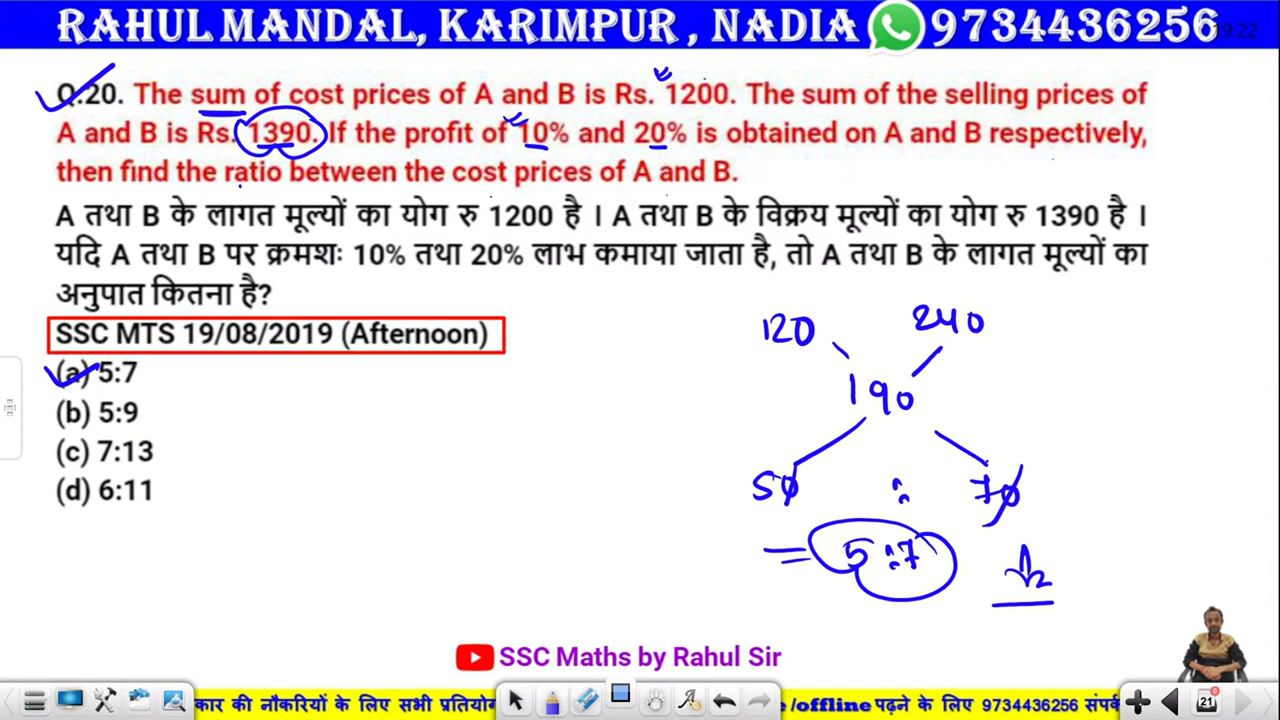 RAHUL MANDAL, KARIMPUR , NADIA 9734436256
19:22
Q.20. The sum of cost prices of A and B is Rs. 1200. The sum of the selling prices of
A and B is Rs. 1390. If the profit of 10% and 20% is obtained on A and B respectively,
then find the ratio between the cost prices of A and B.
A तथा B के लागत मूल्यों का योग रु 1200 है । A तथा B के विक्रय मूल्यों का योग रु 1390 है ।
यदि A तथा B पर क्रमशः 10% तथा 20% लाभ कमाया जाता है, तो A तथा B के लागत मूल्यों का
अनुपात कितना है?
SSC MTS 19/08/2019 (Afternoon)
(a) 5:7
(b) 5:9
(c) 7:13
(d) 6:11
120 240
190
50 : 70
= 5:7
SSC Maths by Rahul Sir
कार की नौकरियों के लिए सभी प्रतियोग /offline पढ़ने के लिए 9734436256 संपर्क
21